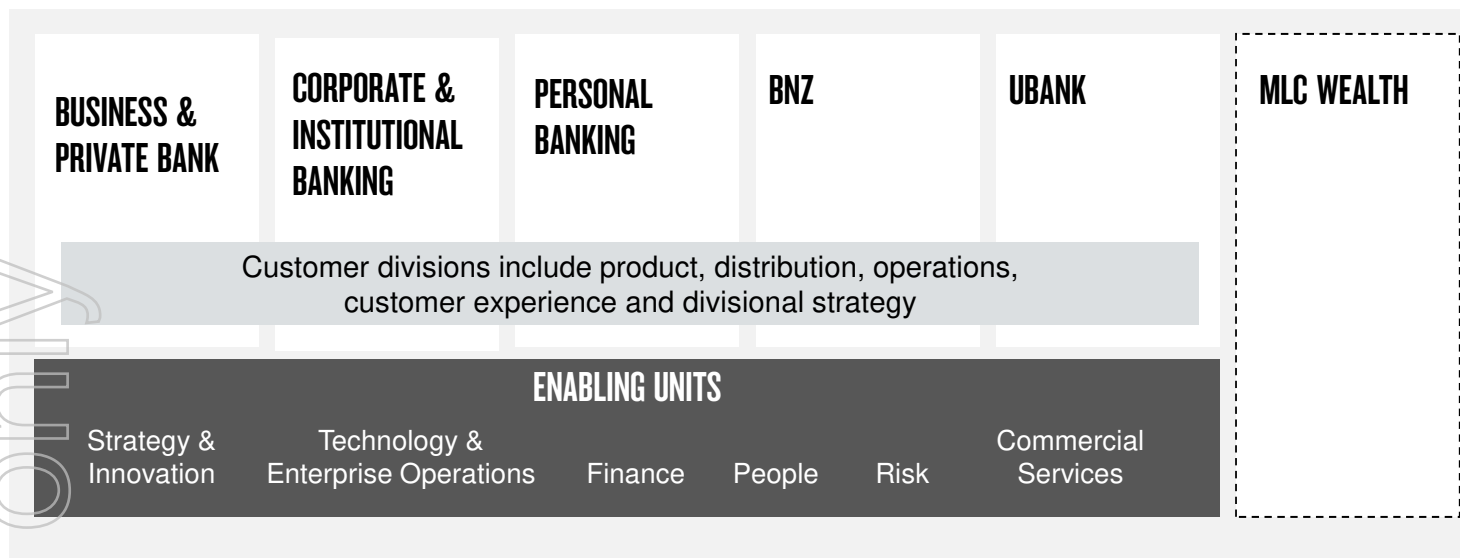 BUSINESS &
PRIVATE BANK
CORPORATE &
INSTITUTIONAL
BANKING
PERSONAL
BANKING
BNZ
UBANK
MLC WEALTH
Customer divisions include product, distribution, operations,
customer experience and divisional strategy
ENABLING UNITS
Strategy &
Innovation
Technology &
Enterprise Operations
Finance
People
Risk
Commercial
Services
only